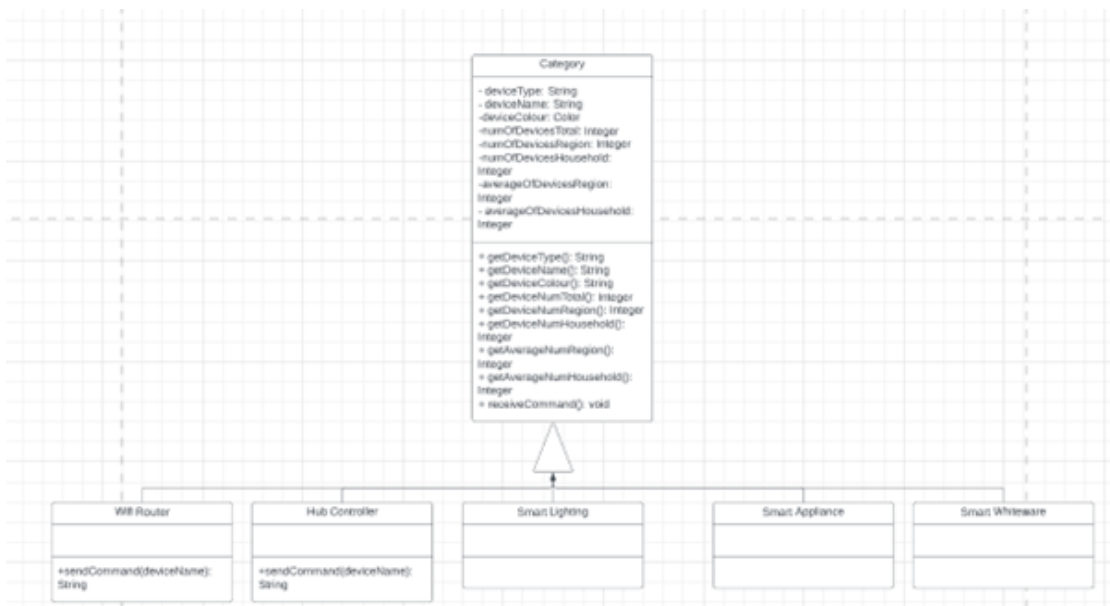 Category
- deviceType: String
- deviceName: String
-deviceColour: Color
-numOfDevicesTotal: Integer
-numOfDevicesRegion: Integer
-numOfDevicesHousehold:
Integer
-averageOfDevicesRegion:
Integer
- averageOfDevicesHousehold:
Integer
+ getDeviceType(): String
+ getDeviceName(): String
+ getDeviceColour(): String
+ getDeviceNumTotal(): Integer
+ getDeviceNumRegion(): Integer
+ getDeviceNumHousehold():
Integer
+ getAverageNumRegion():
Integer
+ getAverageNumHousehold():
Integer
+ receiveCommand(): void
Wifi Router
Hub Controller
Smart Lighting
Smart Appliance
Smart Whiteware
+sendCommand(deviceName):
String
+sendCommand(deviceName):
String